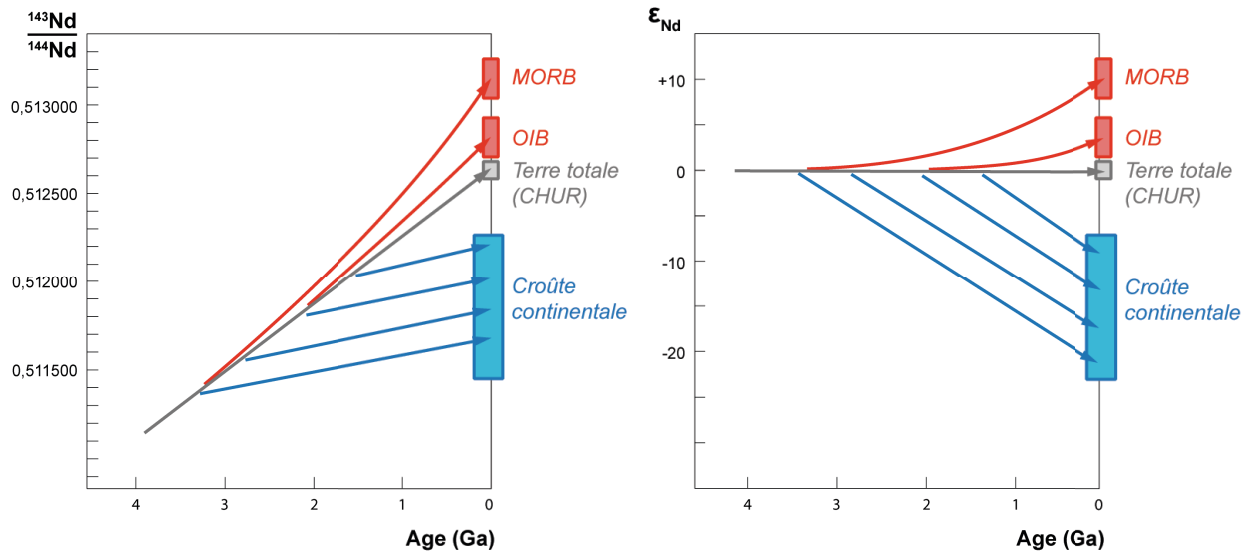 ¹⁴³Nd
¹⁴⁴Nd
0,513000
0,512500
0,512000
0,511500
4
3
2
1
0
Age (Ga)
MORB
OIB
Terre totale
(CHUR)
Croûte
continentale
εNd
+10
0
-10
-20
4
3
2
1
0
Age (Ga)
MORB
OIB
Terre totale
(CHUR)
Croûte
continentale